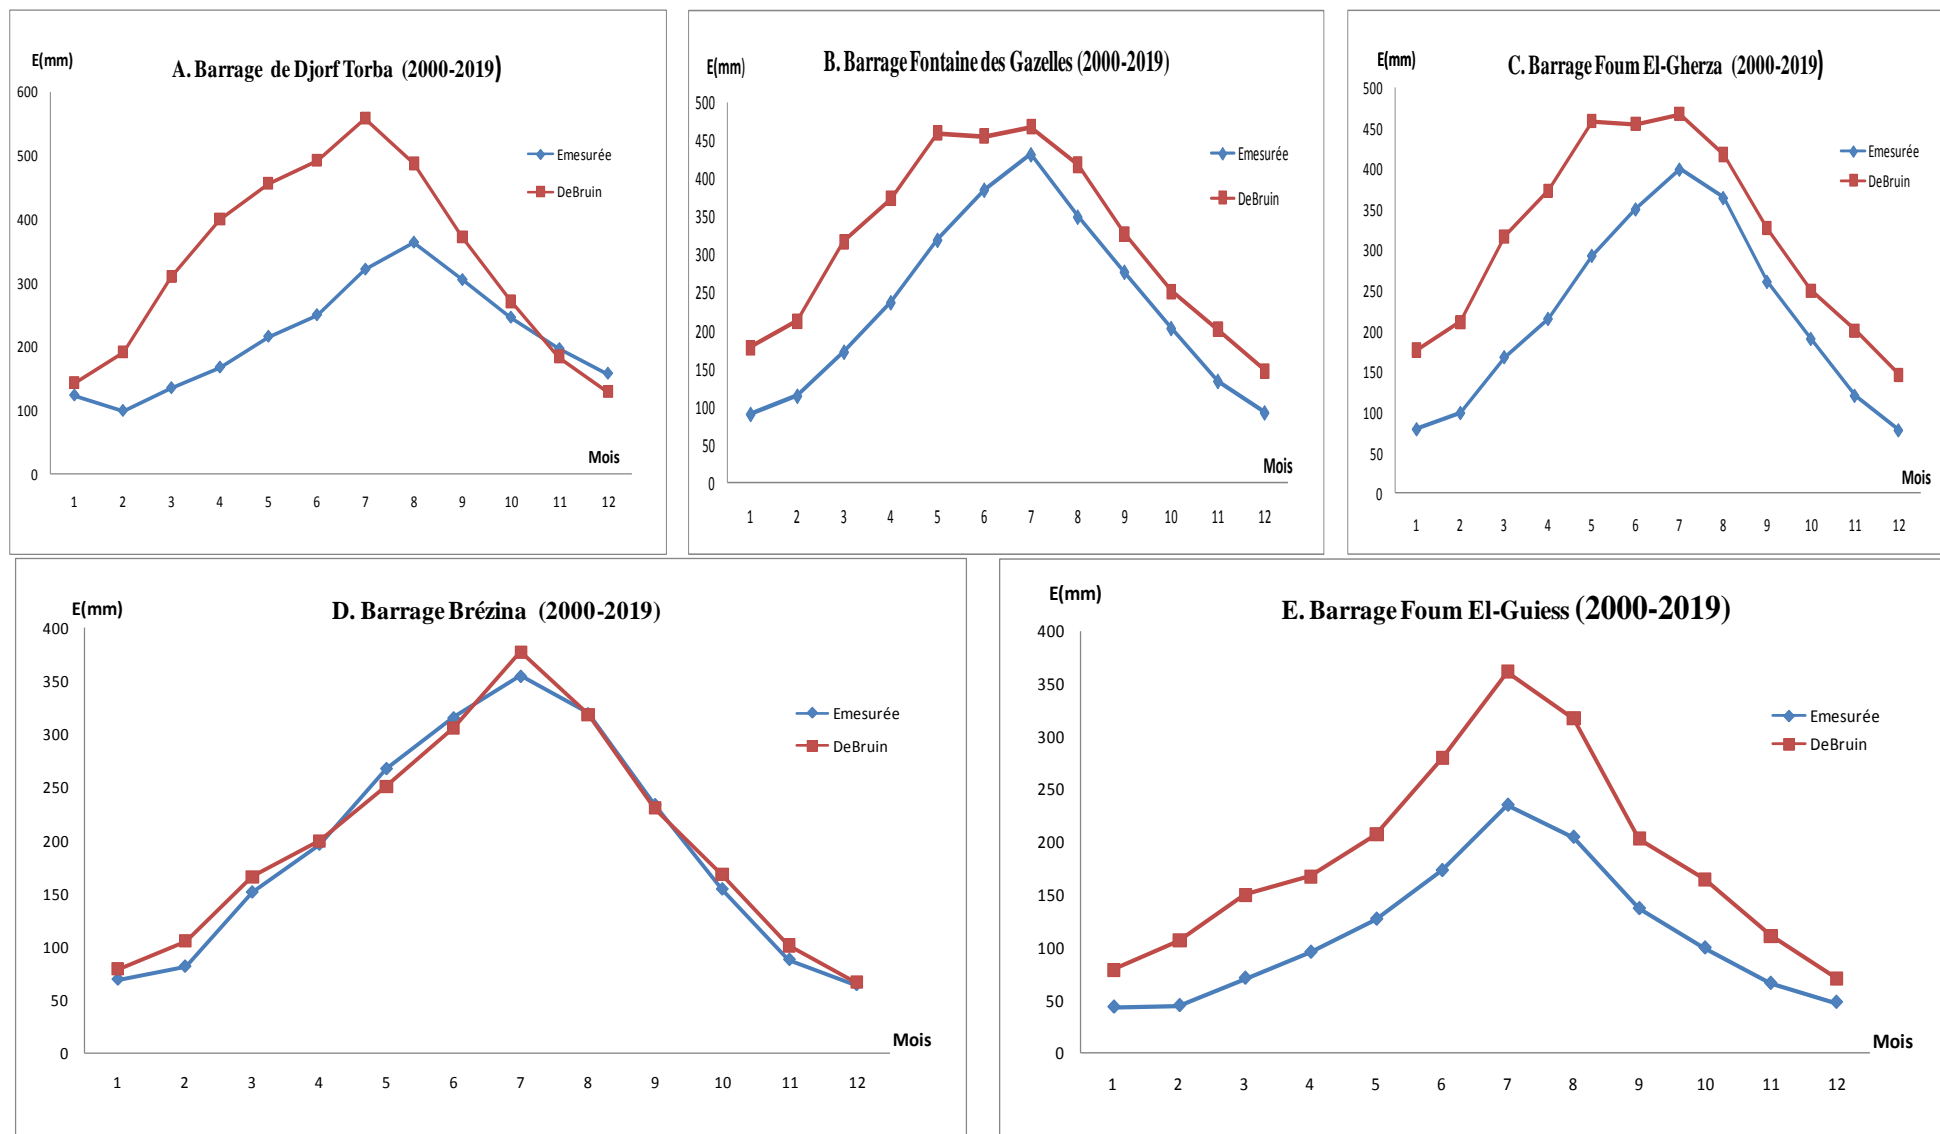 E(mm)
A. Barrage de Djorf Torba (2000-2019)
600
500
400
300
200
100
0
Emesurée
DeBruin
Mois
1 2 3 4 5 6 7 8 9 10 11 12
E(mm)
B. Barrage Fontaine des Gazelles (2000-2019)
500
450
400
350
300
250
200
150
100
50
0
Emesurée
DeBruin
Mois
1 2 3 4 5 6 7 8 9 10 11 12
E(mm)
C. Barrage Foum El-Gherza (2000-2019)
500
450
400
350
300
250
200
150
100
50
0
Emesurée
DeBruin
Mois
1 2 3 4 5 6 7 8 9 10 11 12
E(mm)
D. Barrage Brézina (2000-2019)
400
350
300
250
200
150
100
50
0
Emesurée
DeBruin
Mois
1 2 3 4 5 6 7 8 9 10 11 12
E(mm)
E. Barrage Foum El-Guiess (2000-2019)
400
350
300
250
200
150
100
50
0
Emesurée
DeBruin
Mois
1 2 3 4 5 6 7 8 9 10 11 12